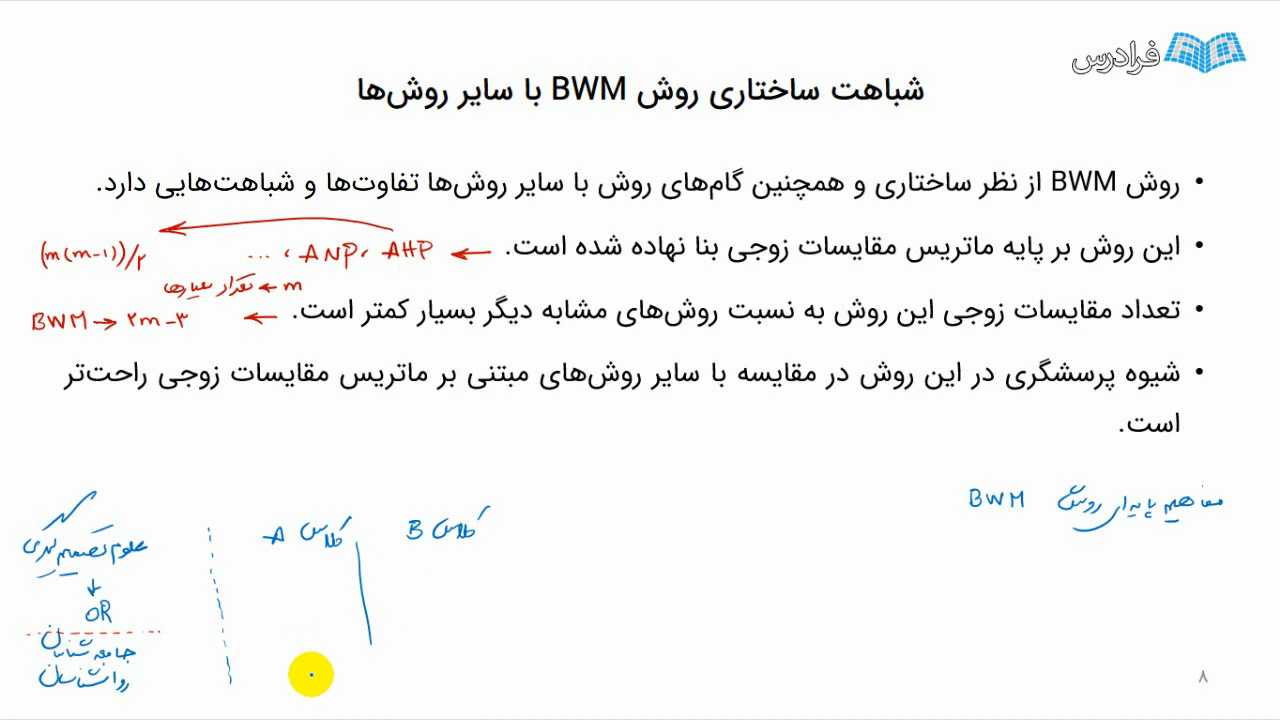 فرادرس
شباهت ساختاری روش BWM با سایر روش‌ها
• روش BWM از نظر ساختاری و همچنین گام‌های روش با سایر روش‌ها تفاوت‌ها و شباهت‌هایی دارد.
• این روش بر پایه ماتریس مقایسات زوجی بنا نهاده شده است. ← AHP، ANP، ... (m(m-1))/۲
m ← تعداد معیارها
• تعداد مقایسات زوجی این روش به نسبت روش‌های مشابه دیگر بسیار کمتر است. ← BWM → ۲m-۳
• شیوه پرسشگری در این روش در مقایسه با سایر روش‌های مبتنی بر ماتریس مقایسات زوجی راحت‌تر
است.
مفاهیم پایه‌ای روش BWM
کلاس B
کلاس A
علوم تصمیم گیری
↓
OR
جامعه شناسان
روانشناسان
۸